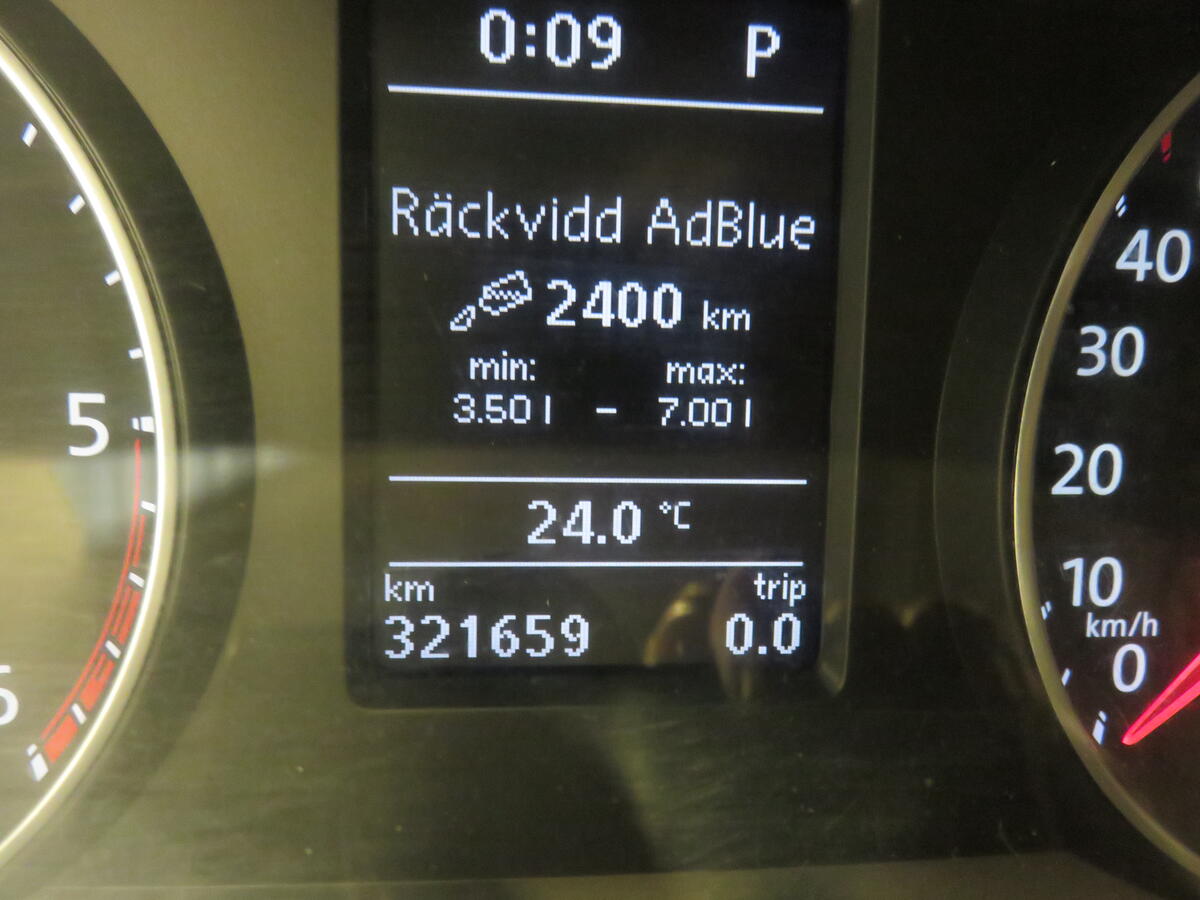 0:09 P
Räckvidd AdBlue
2400 km
min: max:
3.50 l – 7.00 l
24.0 °C
km trip
321659 0.0
5
40
30
20
10
km/h
0